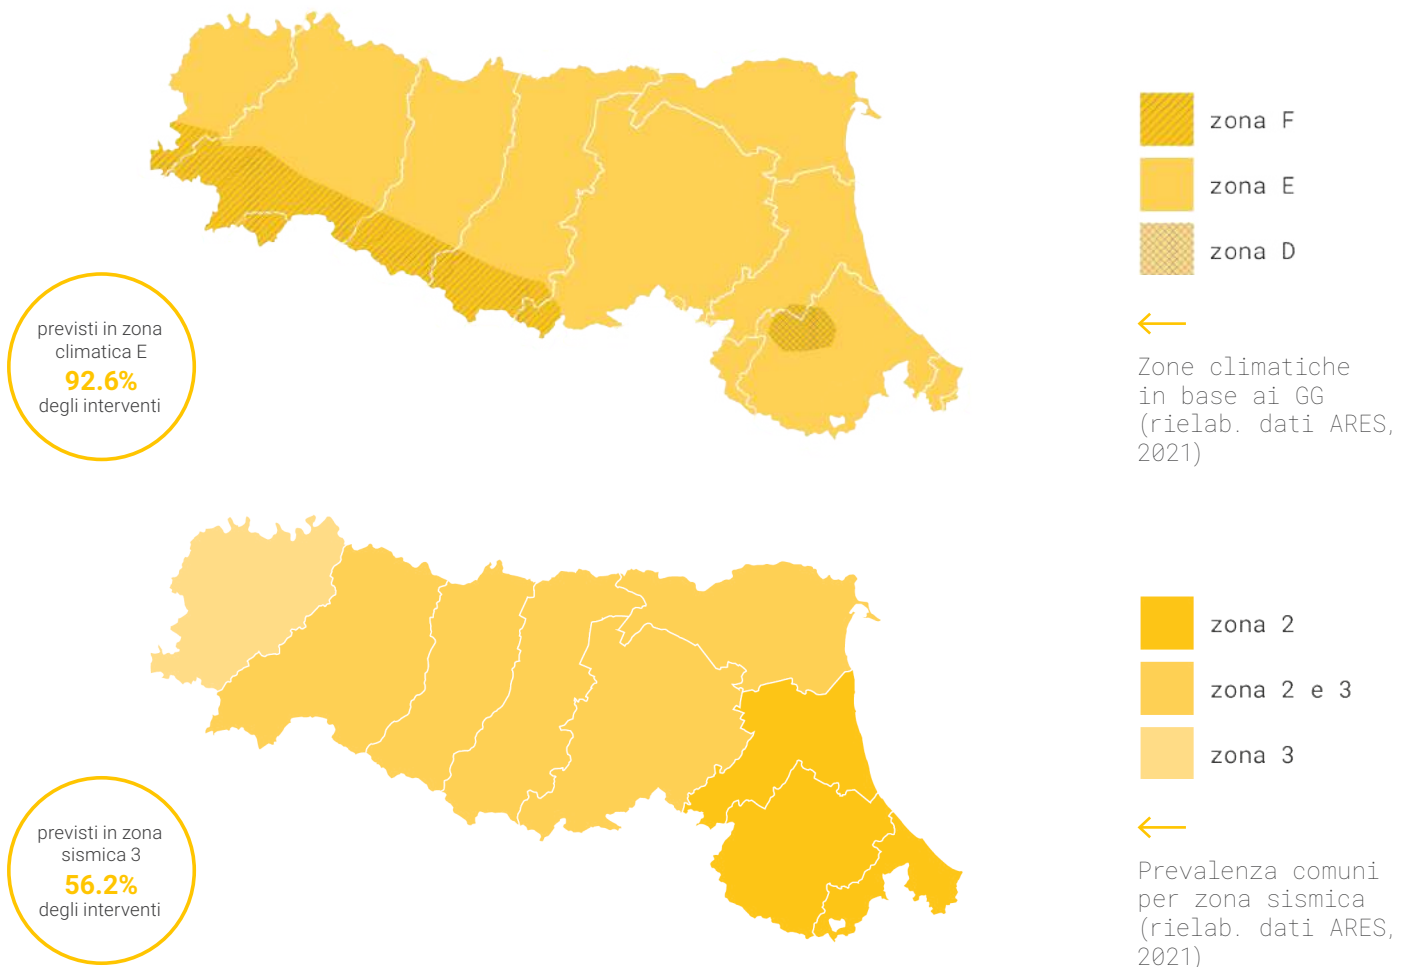 zona F
zona E
zona D
previsti in zona
climatica E
92.6%
degli interventi
Zone climatiche
in base ai GG
(rielab. dati ARES,
2021)
zona 2
zona 2 e 3
zona 3
previsti in zona
sismica 3
56.2%
degli interventi
Prevalenza comuni
per zona sismica
(rielab. dati ARES,
2021)